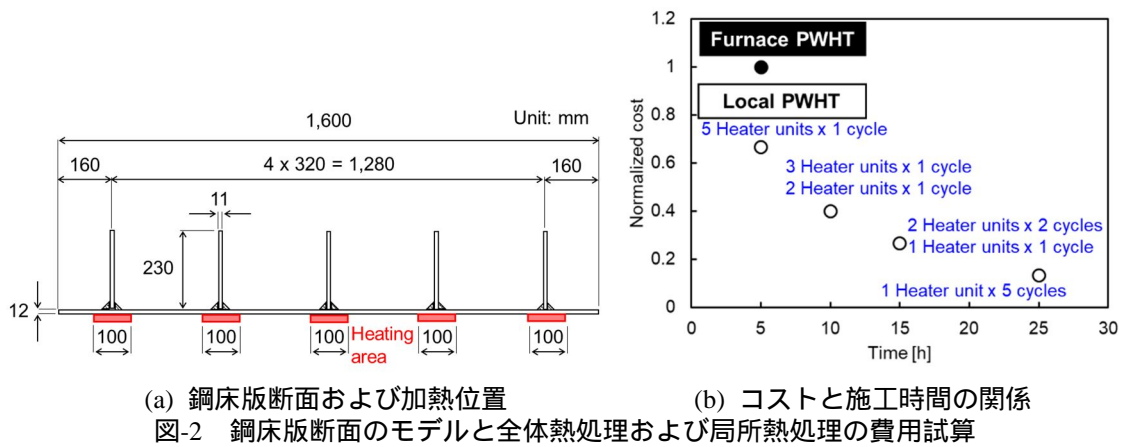 1,600
Unit: mm
160
4 x 320 = 1,280
160
11
230
12
100
100
100
Heating
area
100
100
(a) 鋼床版断面および加熱位置
1.2
1
0.8
0.6
0.4
0.2
0
Normalized cost
Furnace PWHT
Local PWHT
5 Heater units x 1 cycle
3 Heater units x 1 cycle
2 Heater units x 1 cycle
2 Heater units x 2 cycles
1 Heater units x 1 cycle
1 Heater unit x 5 cycles
0
5
10
15
20
25
30
Time [h]
(b) コストと施工時間の関係
図-2 鋼床版断面のモデルと全体熱処理および局所熱処理の費用試算